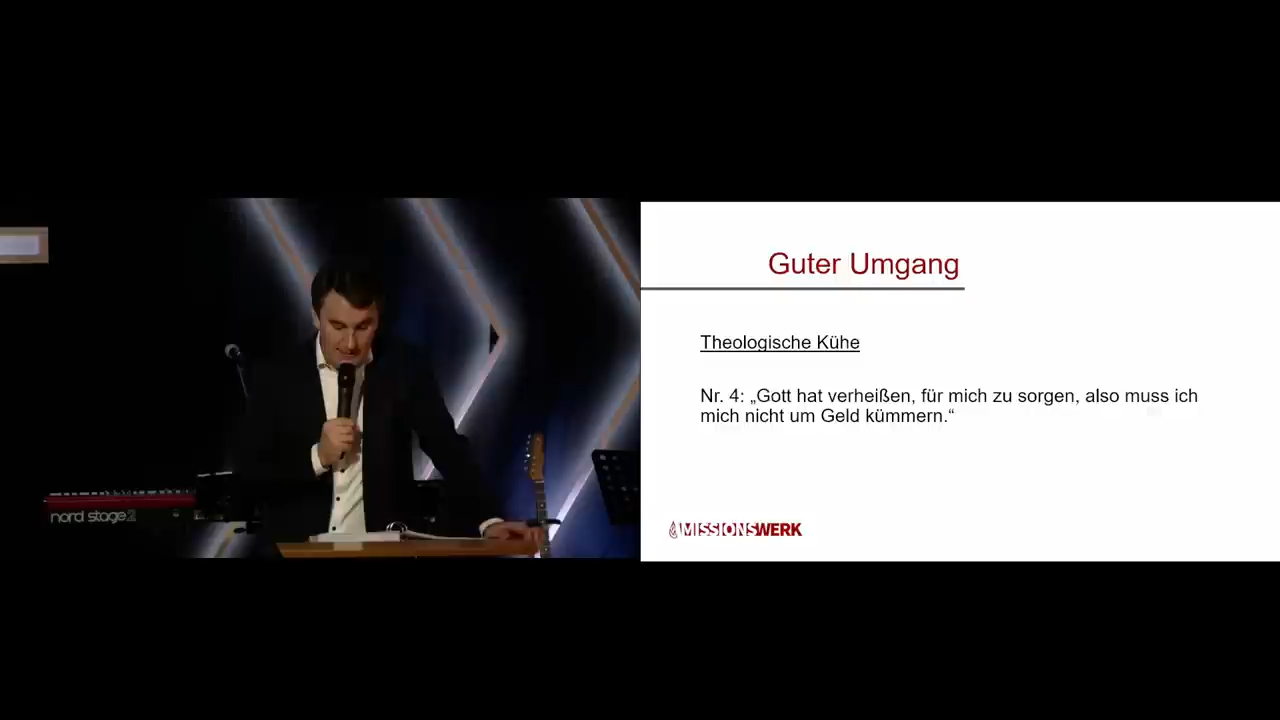 Guter Umgang
Theologische Kühe
Nr. 4: „Gott hat verheißen, für mich zu sorgen, also muss ich
mich nicht um Geld kümmern.“
MISSIONSWERK
nord stage 2